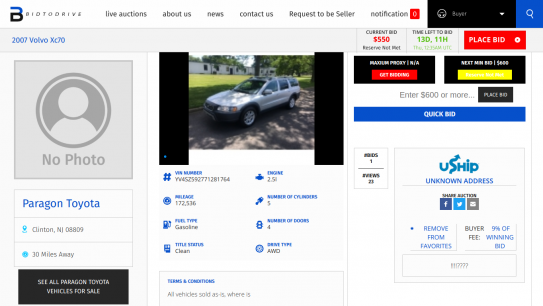 BIDTODRIVE
live auctions
about us
news
contact us
Request to be Seller
notification 0
Buyer
2007 Volvo Xc70
CURRENT BID
$550
Reserve Not Met
TIME LEFT TO BID
13D, 11H
Thu, 12:15AM UTC
PLACE BID
No Photo
Paragon Toyota
Clinton, NJ 08809
30 Miles Away
SEE ALL PARAGON TOYOTA
VEHICLES FOR SALE
VIN NUMBER
YV4SZ592771281764
ENGINE
2.5l
MILEAGE
172,536
NUMBER OF CYLINDERS
5
FUEL TYPE
Gasoline
NUMBER OF DOORS
4
TITLE STATUS
Clean
DRIVE TYPE
AWD
TERMS & CONDITIONS
All vehicles sold as-is, where is
MAXIUM PROXY | N/A
GET BIDDING
NEXT MIN BID | $600
Enter $600 or more...
PLACE BID
QUICK BID
#BIDS
1
#VIEWS
23
uShip
UNKNOWN ADDRESS
SHARE AUCTION
REMOVE
FROM
FAVORITES
BUYER
FEE:
9% OF
WINNING
BID